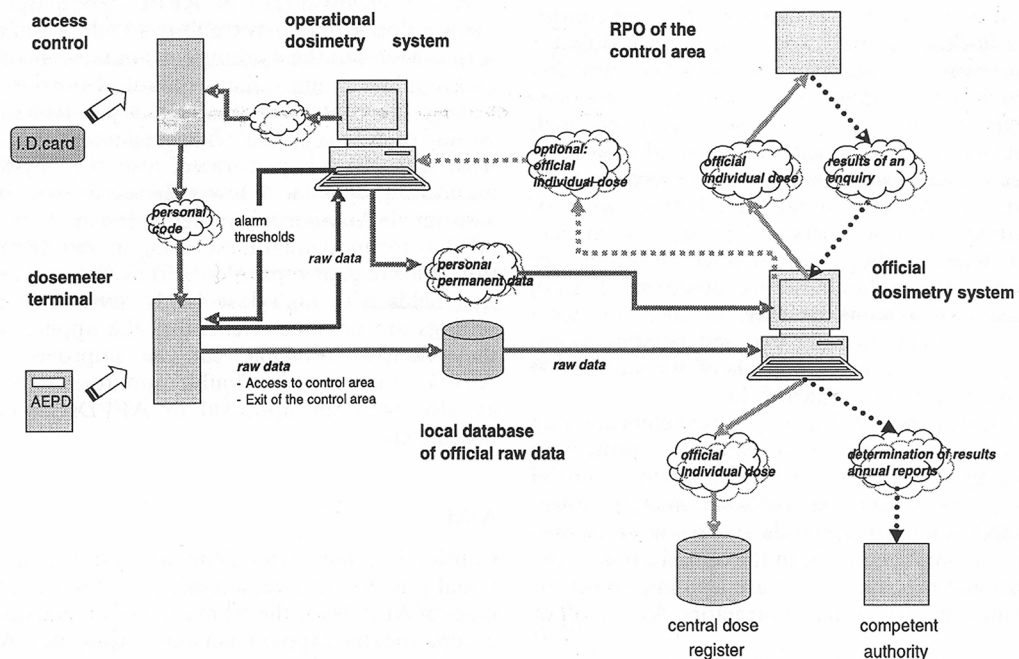 access
control
operational
dosimetry system
RPO of the
control area
I.D.card
personal
code
alarm
thresholds
raw data
optional:
official
individual dose
official
individual dose
results of an
enquiry
personal
permanent data
official
dosimetry system
dosemeter
terminal
AEPD
raw data
- Access to control area
- Exit of the control area
raw data
local database
of official raw data
official
individual dose
determination of results
annual reports
central dose
register
competent
authority